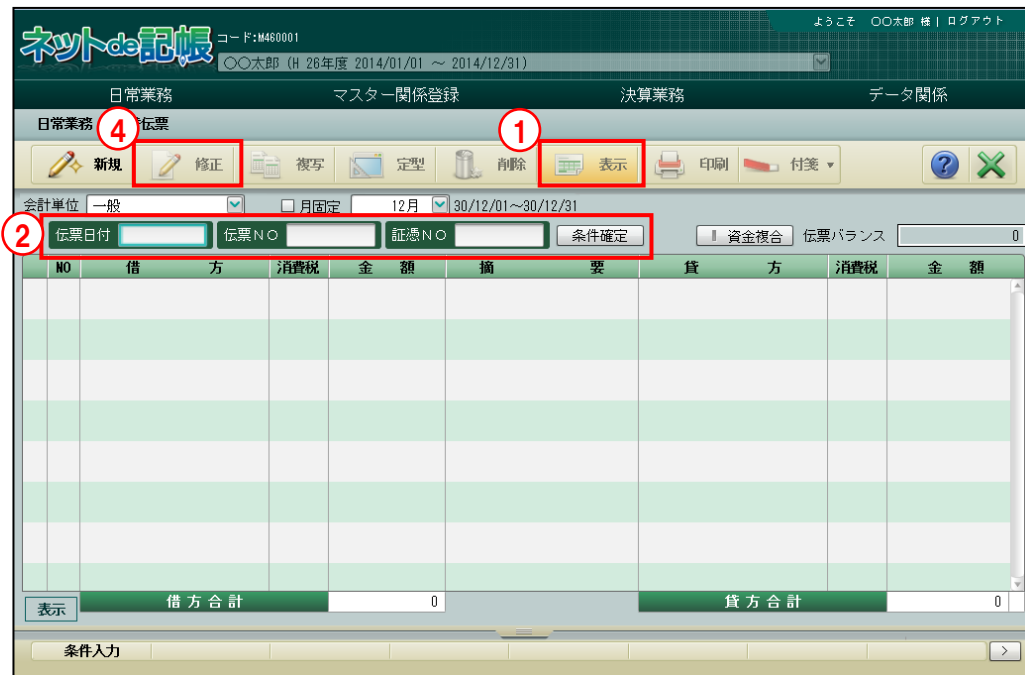 ようこそ 〇〇太郎 様 | ログアウト
ネットde記帳 コード:M460001
〇〇太郎 (H 26年度 2014/01/01 ～ 2014/12/31)
日常業務 マスター関係登録 決算業務 データ関係
日常業務 伝票
④ ①
新規 修正 複写 定型 削除 表示 印刷 付箋 ▼
会計単位 一般 月固定 12月 30/12/01～30/12/31
② 伝票日付 伝票NO 証憑NO 条件確定 資金複合 伝票バランス 0
NO 借方 消費税 金額 摘要 貸方 消費税 金額
表示 借方合計 0 貸方合計 0
条件入力 >